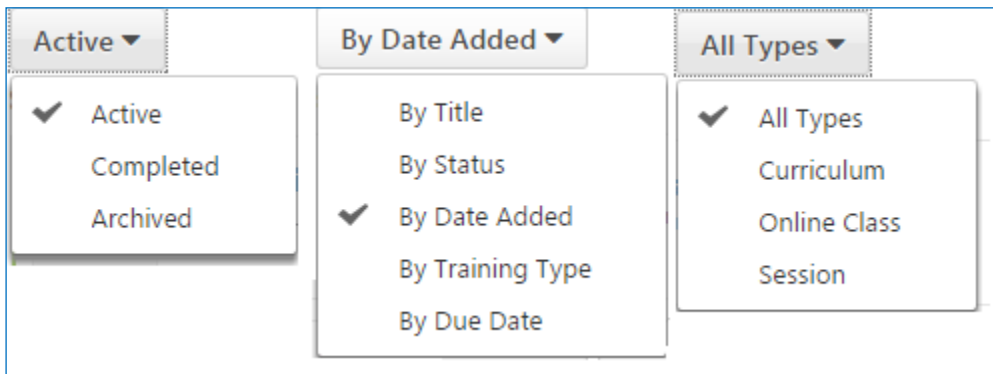 Active
Active
Completed
Archived
By Date Added
By Title
By Status
By Date Added
By Training Type
By Due Date
All Types
All Types
Curriculum
Online Class
Session